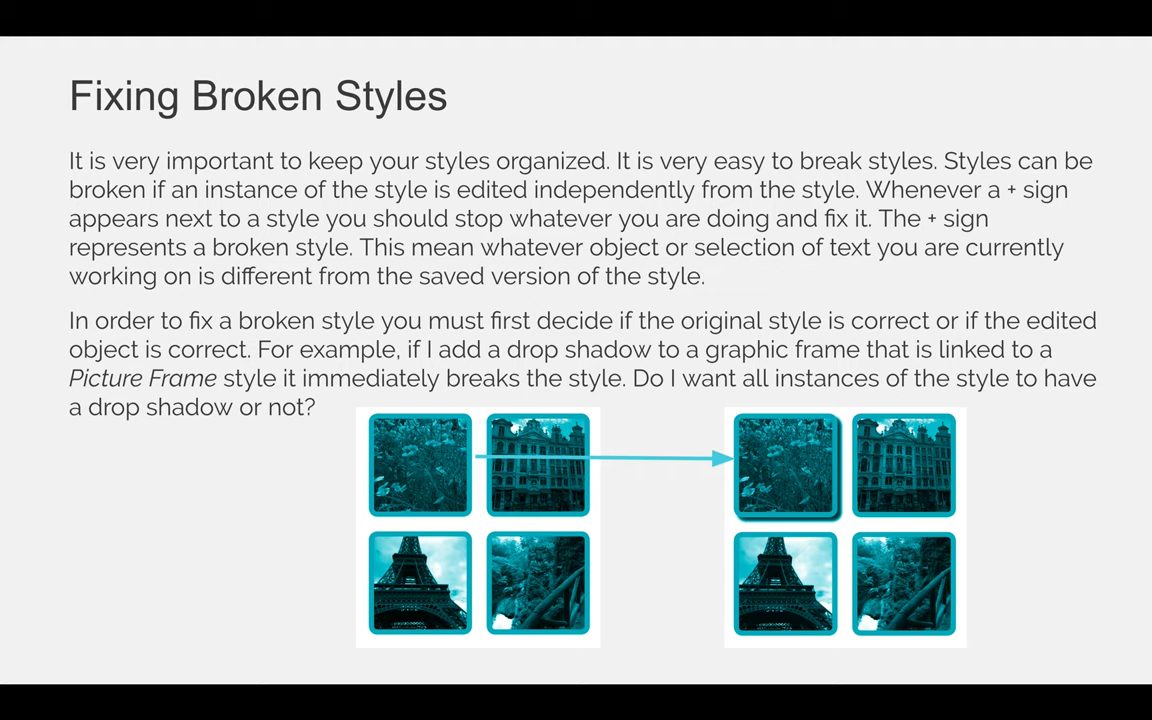 Fixing Broken Styles
It is very important to keep your styles organized. It is very easy to break styles. Styles can be
broken if an instance of the style is edited independently from the style. Whenever a + sign
appears next to a style you should stop whatever you are doing and fix it. The + sign
represents a broken style. This mean whatever object or selection of text you are currently
working on is different from the saved version of the style.
In order to fix a broken style you must first decide if the original style is correct or if the edited
object is correct. For example, if I add a drop shadow to a graphic frame that is linked to a
Picture Frame style it immediately breaks the style. Do I want all instances of the style to have
a drop shadow or not?